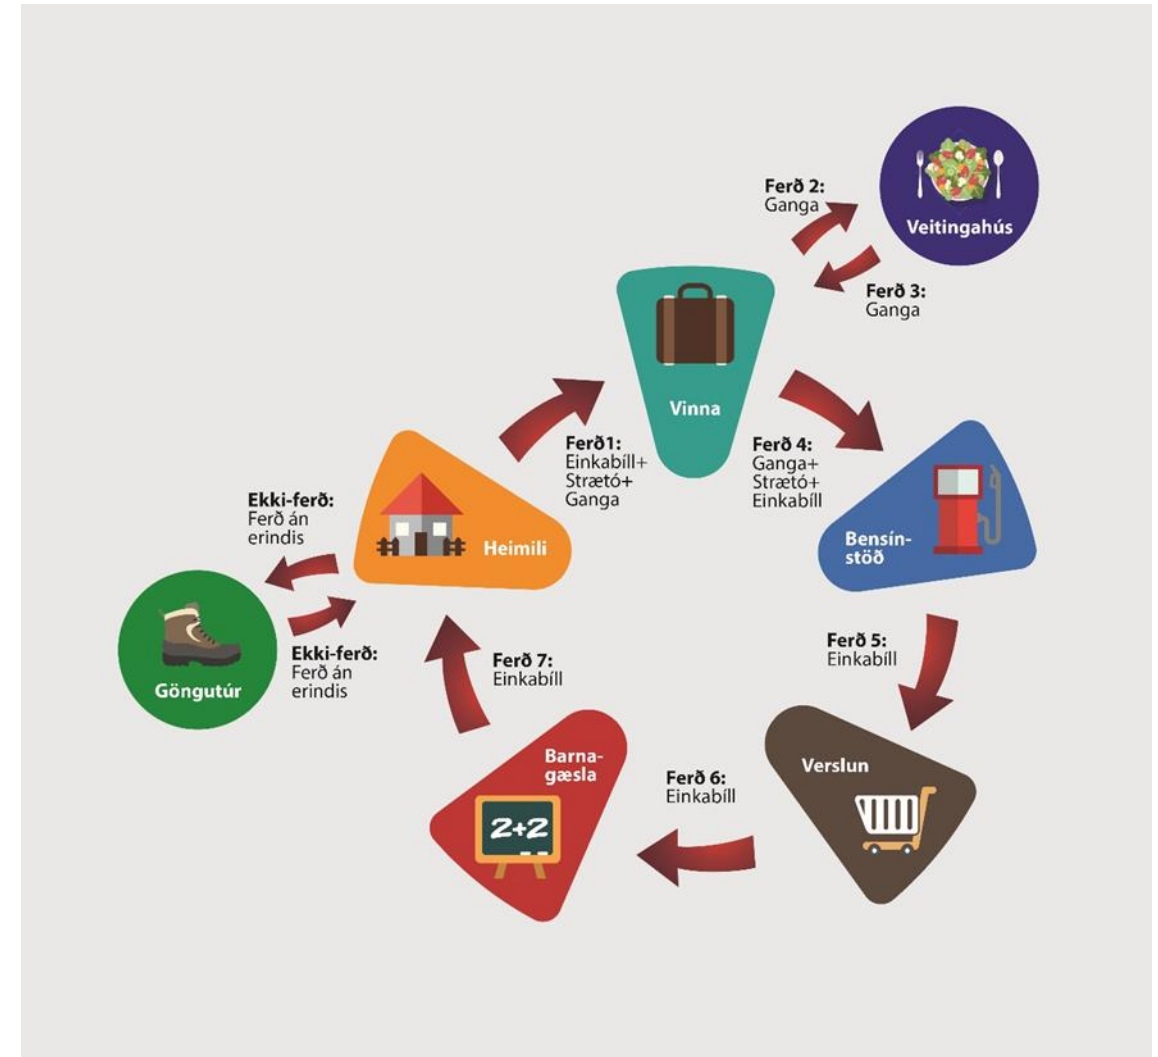 Ferð 2:
Ganga
Veitingahús
Ferð 3:
Ganga
Vinna
Ferð1:
Einkabíll+
Strætó+
Ganga
Ferð 4:
Ganga+
Strætó+
Einkabíll
Ekki-ferð:
Ferð án
erindis
Heimili
Bensín-
stöð
Göngutúr
Ekki-ferð:
Ferð án
erindis
Ferð 7:
Einkabíll
Ferð 5:
Einkabíll
Barna-
gæsla
2+2
Ferð 6:
Einkabíll
Verslun